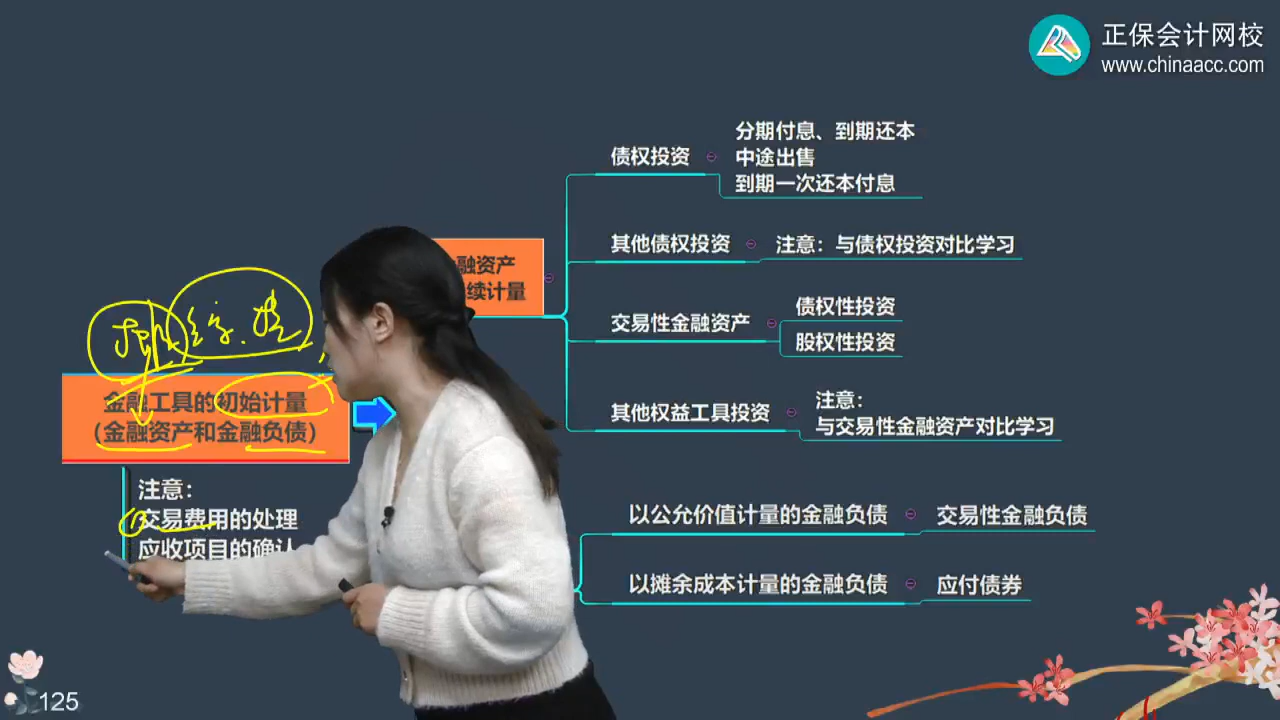 正保会计网校
www.chinaacc.com
金融工具的初始计量
（金融资产和金融负债）
注意：
交易费用的处理
应收项目的确认
融资产
续计量
债权投资
分期付息、到期还本
中途出售
到期一次还本付息
其他债权投资
注意：与债权投资对比学习
交易性金融资产
债权性投资
股权性投资
其他权益工具投资
注意：
与交易性金融资产对比学习
以公允价值计量的金融负债
交易性金融负债
以摊余成本计量的金融负债
应付债券
125